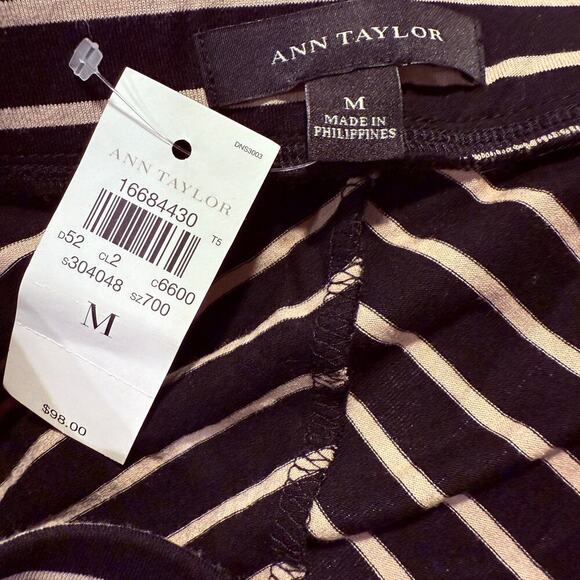 ANN TAYLOR
M
MADE IN
PHILIPPINES
DNS3003
ANN TAYLOR
16684430
T5
D52 CL2 C6600
S304048 SZ700
M
$98.00